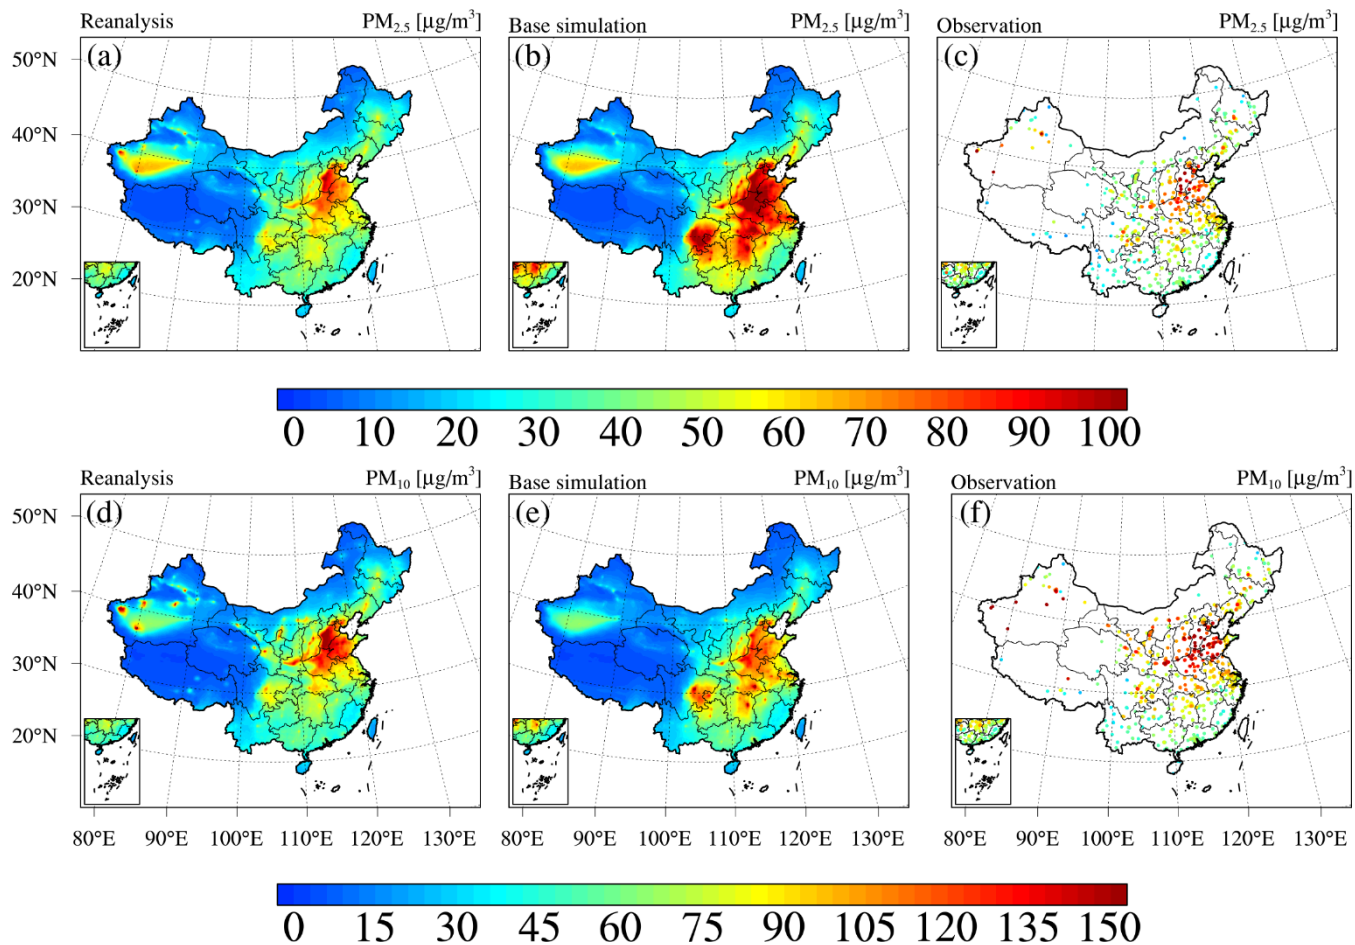 Reanalysis PM2.5 [µg/m³]
Base simulation PM2.5 [µg/m³]
Observation PM2.5 [µg/m³]
(a)
(b)
(c)
50°N
40°N
30°N
20°N
0 10 20 30 40 50 60 70 80 90 100
Reanalysis PM10 [µg/m³]
Base simulation PM10 [µg/m³]
Observation PM10 [µg/m³]
(d)
(e)
(f)
50°N
40°N
30°N
20°N
80°E 90°E 100°E 110°E 120°E 130°E
80°E 90°E 100°E 110°E 120°E 130°E
80°E 90°E 100°E 110°E 120°E 130°E
0 15 30 45 60 75 90 105 120 135 150